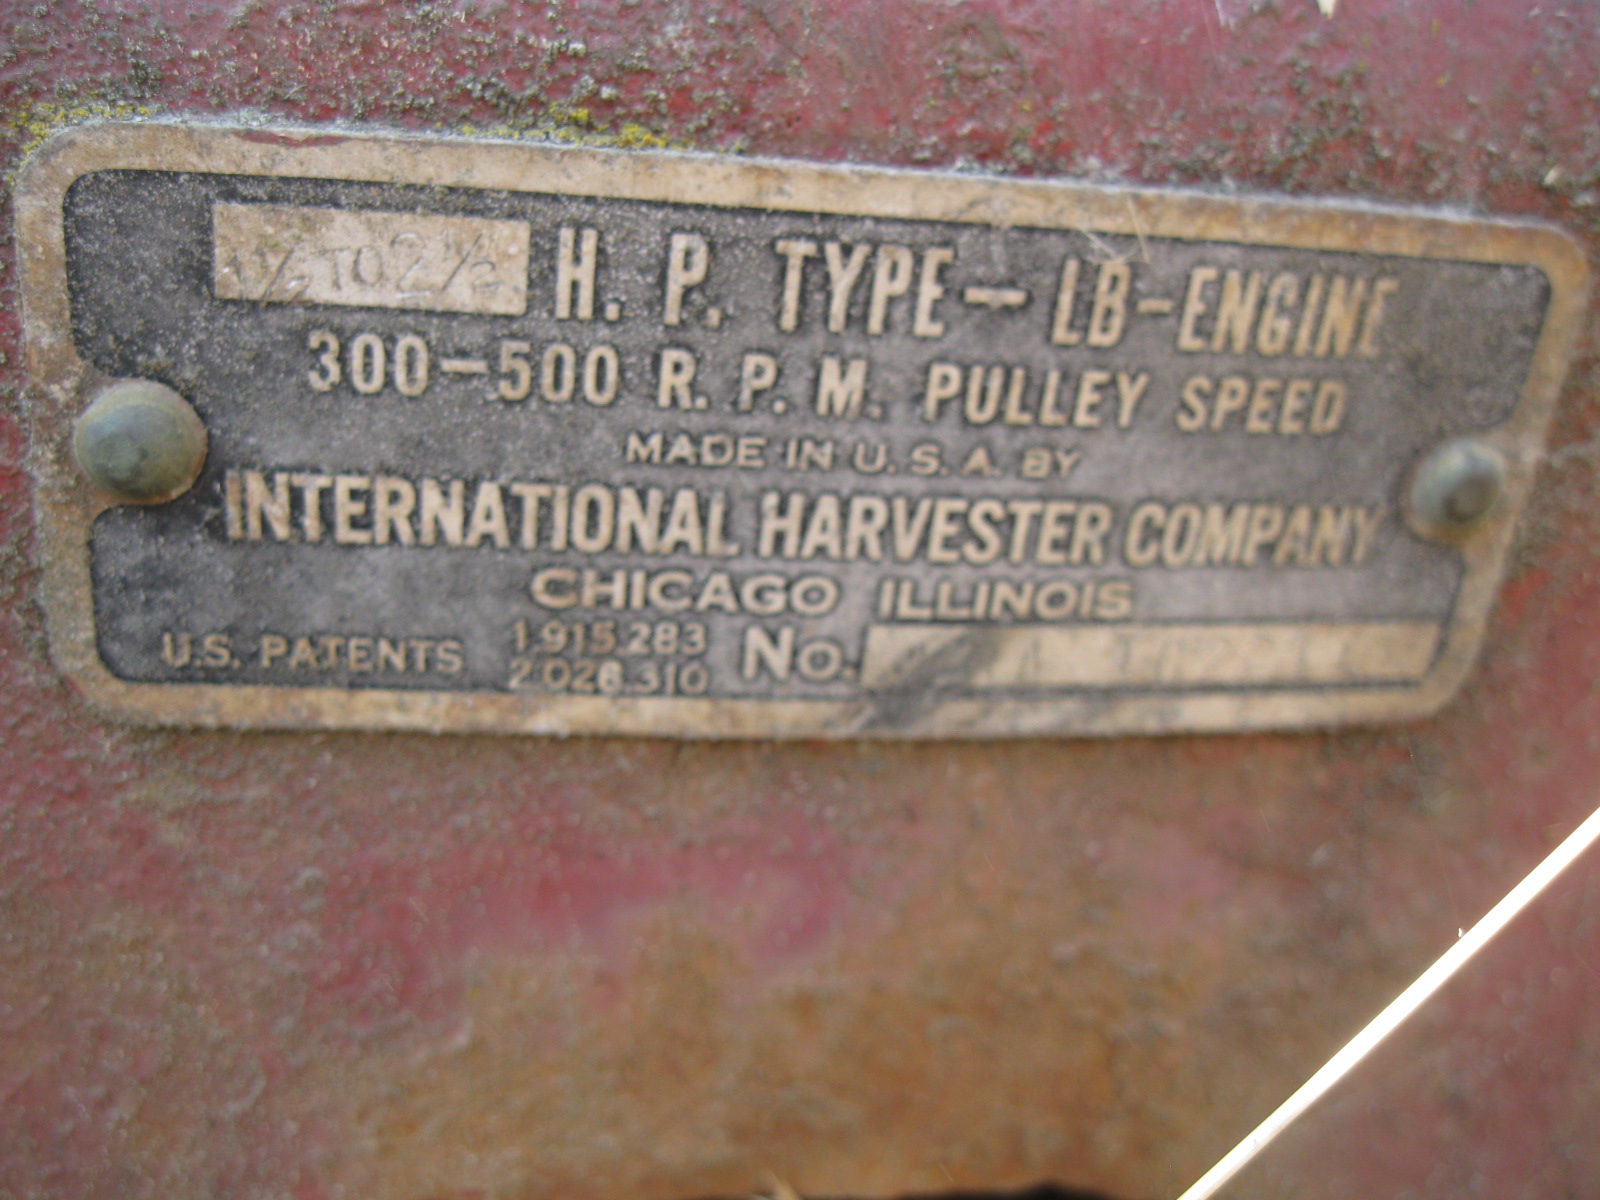 1½ TO 2½ H. P. TYPE — LB-ENGINE
300-500 R. P. M. PULLEY SPEED
MADE IN U. S. A. BY
INTERNATIONAL HARVESTER COMPANY
CHICAGO ILLINOIS
U.S. PATENTS 1.915.283 No.
2.028.310